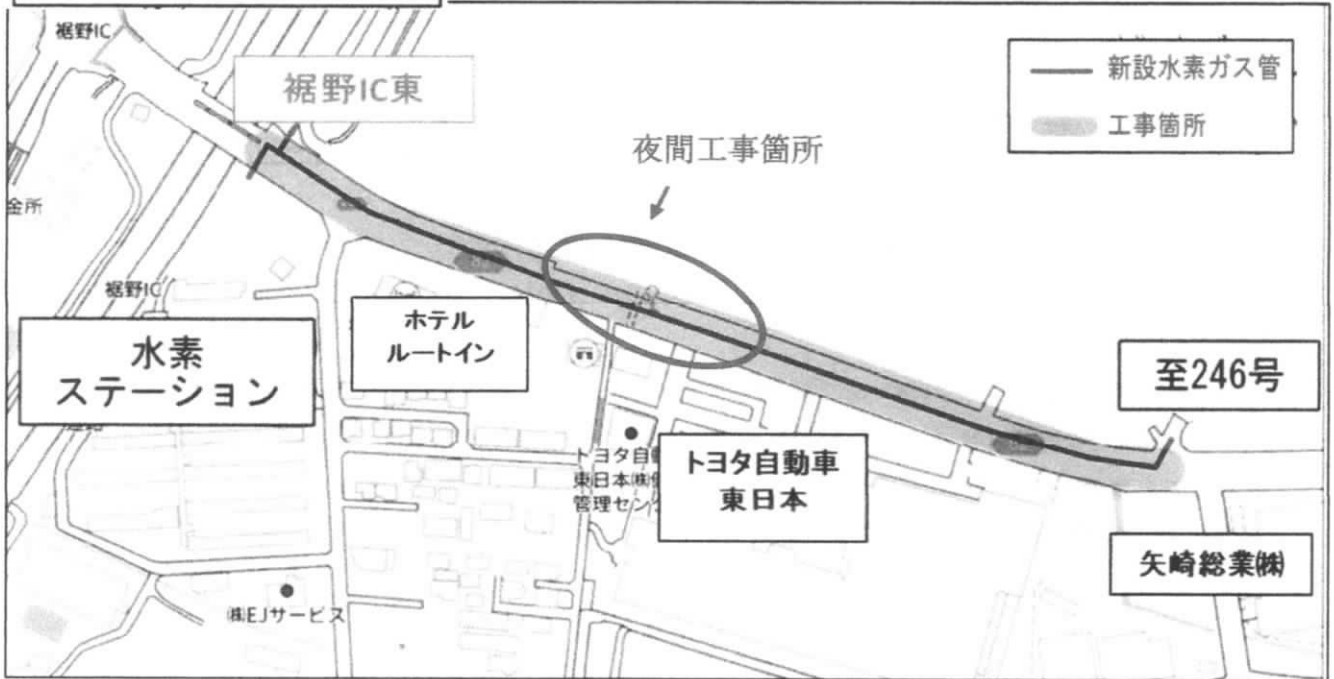 裾野IC
裾野IC東
新設水素ガス管
工事箇所
夜間工事箇所
金所
裾野IC
水素
ステーション
ホテル
ルートイン
至246号
トヨタ自動車
東日本
トヨタ自
東日本㈱
管理セン
矢崎総業㈱
㈱EJサービス